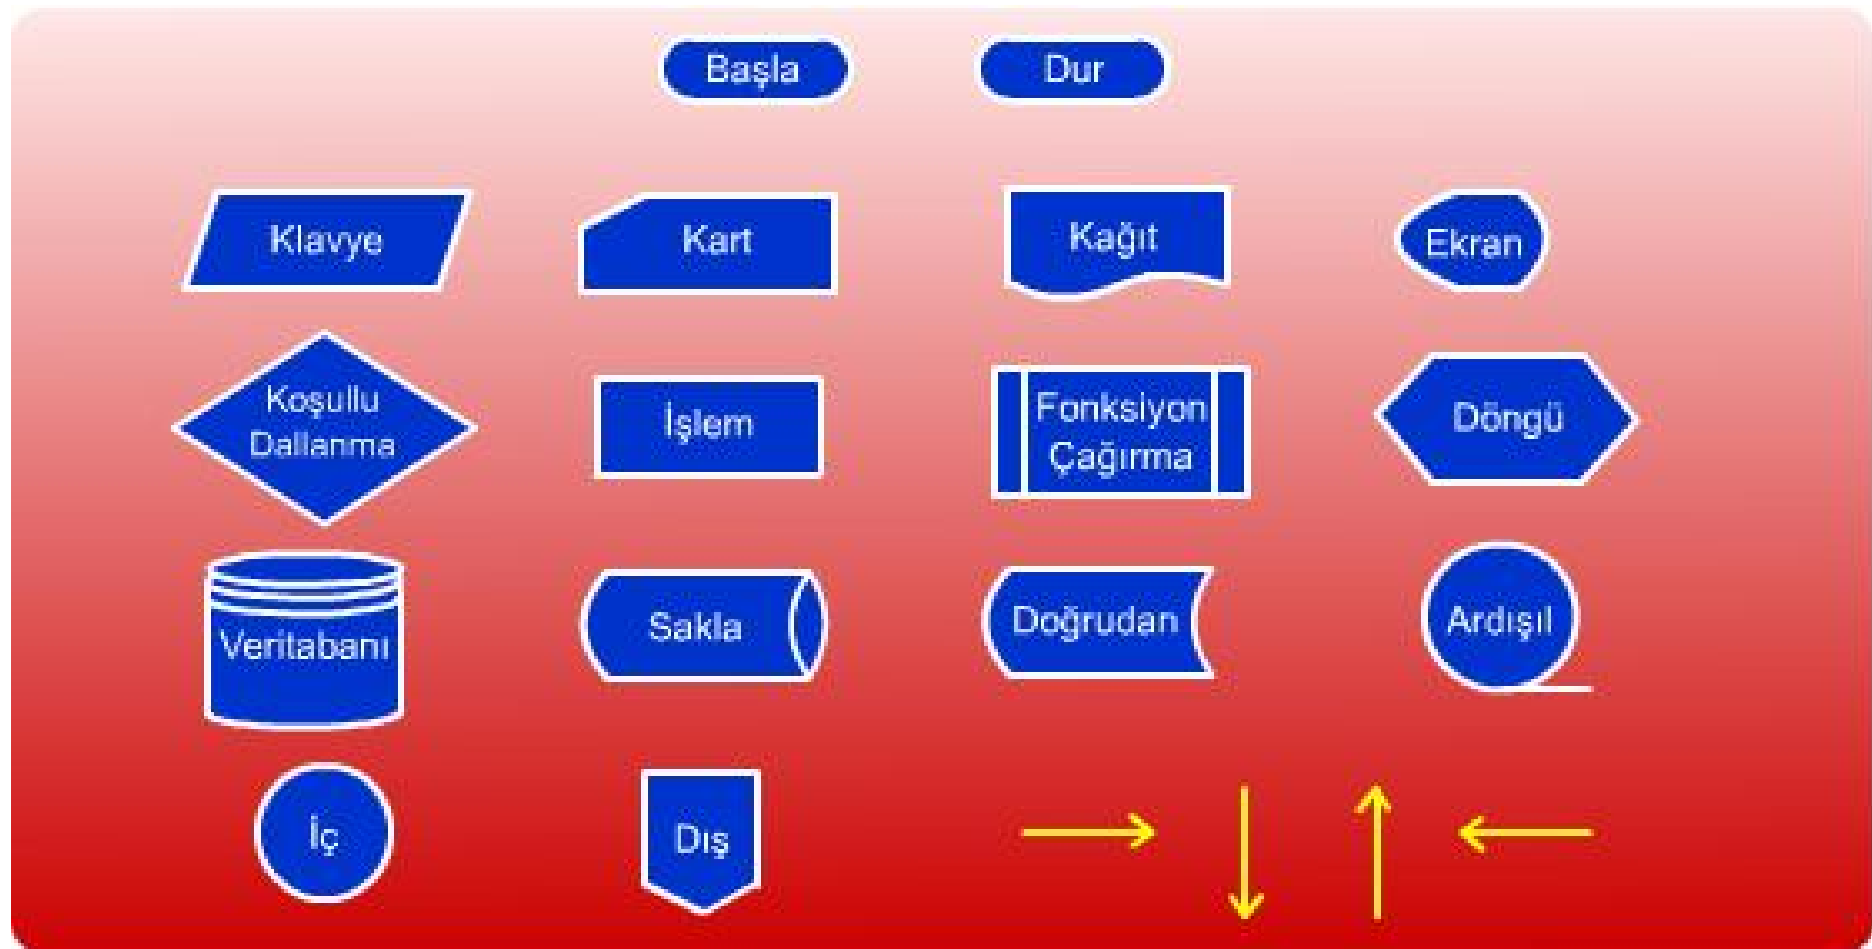 Başla
Dur
Klavye
Kart
Kağıt
Ekran
Koşullu
Dallanma
İşlem
Fonksiyon
Çağırma
Döngü
Veritabanı
Sakla
Doğrudan
Ardışıl
İç
Dış